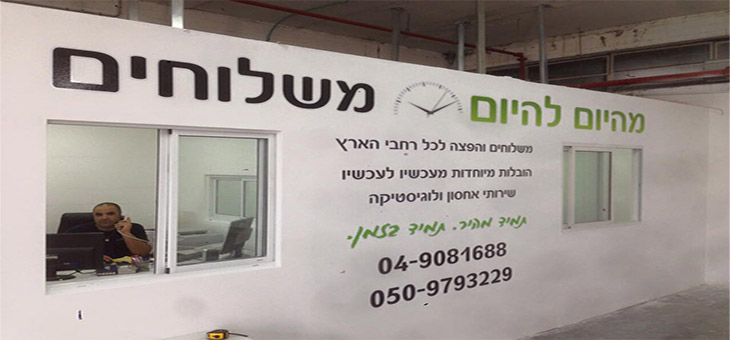 מהיום להיום משלוחים
משלוחים והפצה לכל רחבי הארץ
הובלות מיוחדות מעכשיו לעכשיו
שירותי אחסון ולוגיסטיקה
תמיד מהיר. תמיד בזמן.
04-9081688
050-9793229